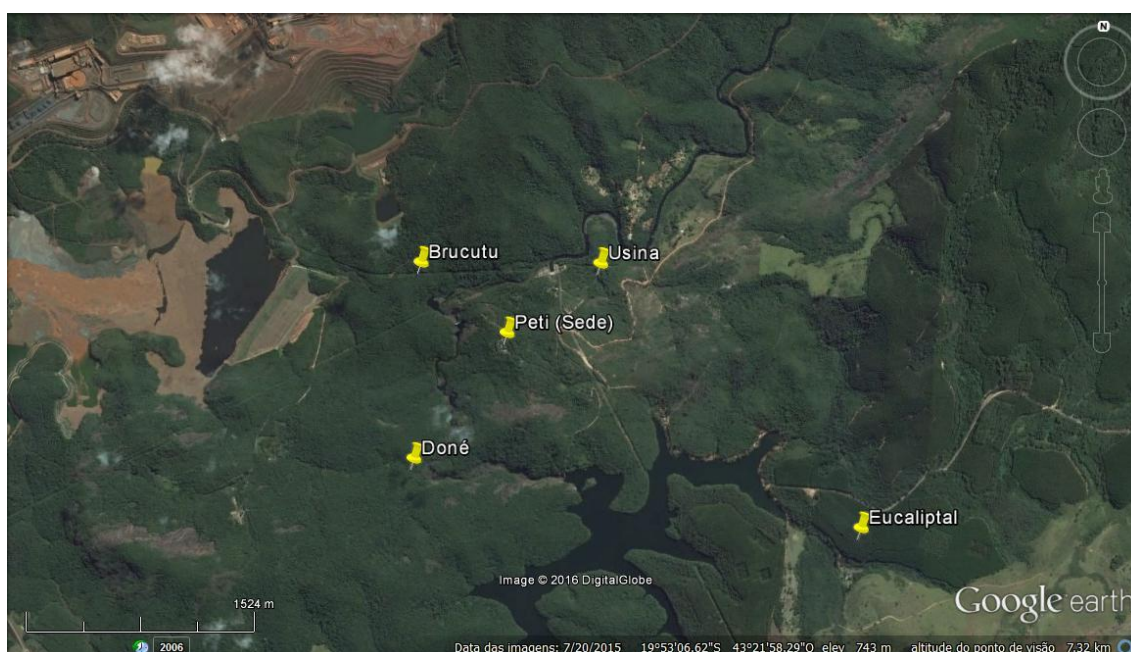 N
Brucutu
Usina
Peti (Sede)
Doné
Eucaliptal
Image © 2016 DigitalGlobe
Google earth
1524 m
2006
Data das imagens: 7/20/2015 19°53'06.62"S 43°21'58.29"O elev 743 m altitude do ponto de visão 7.32 km